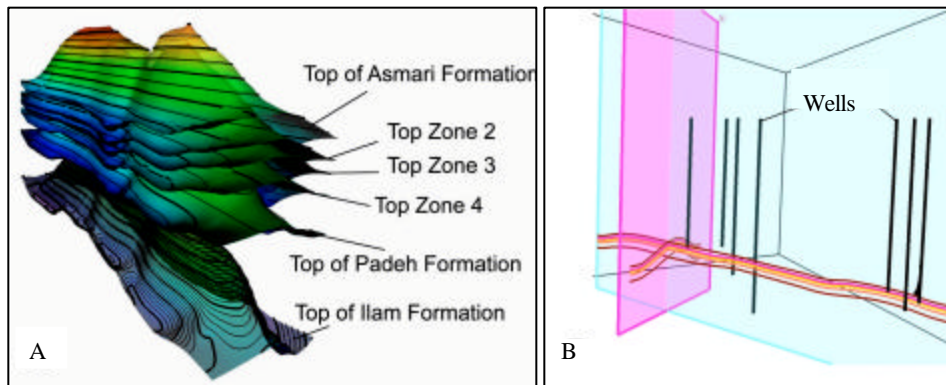 Top of Asmari Formation
Top Zone 2
Top Zone 3
Top Zone 4
Top of Padeh Formation
Top of Ilam Formation
A
Wells
B